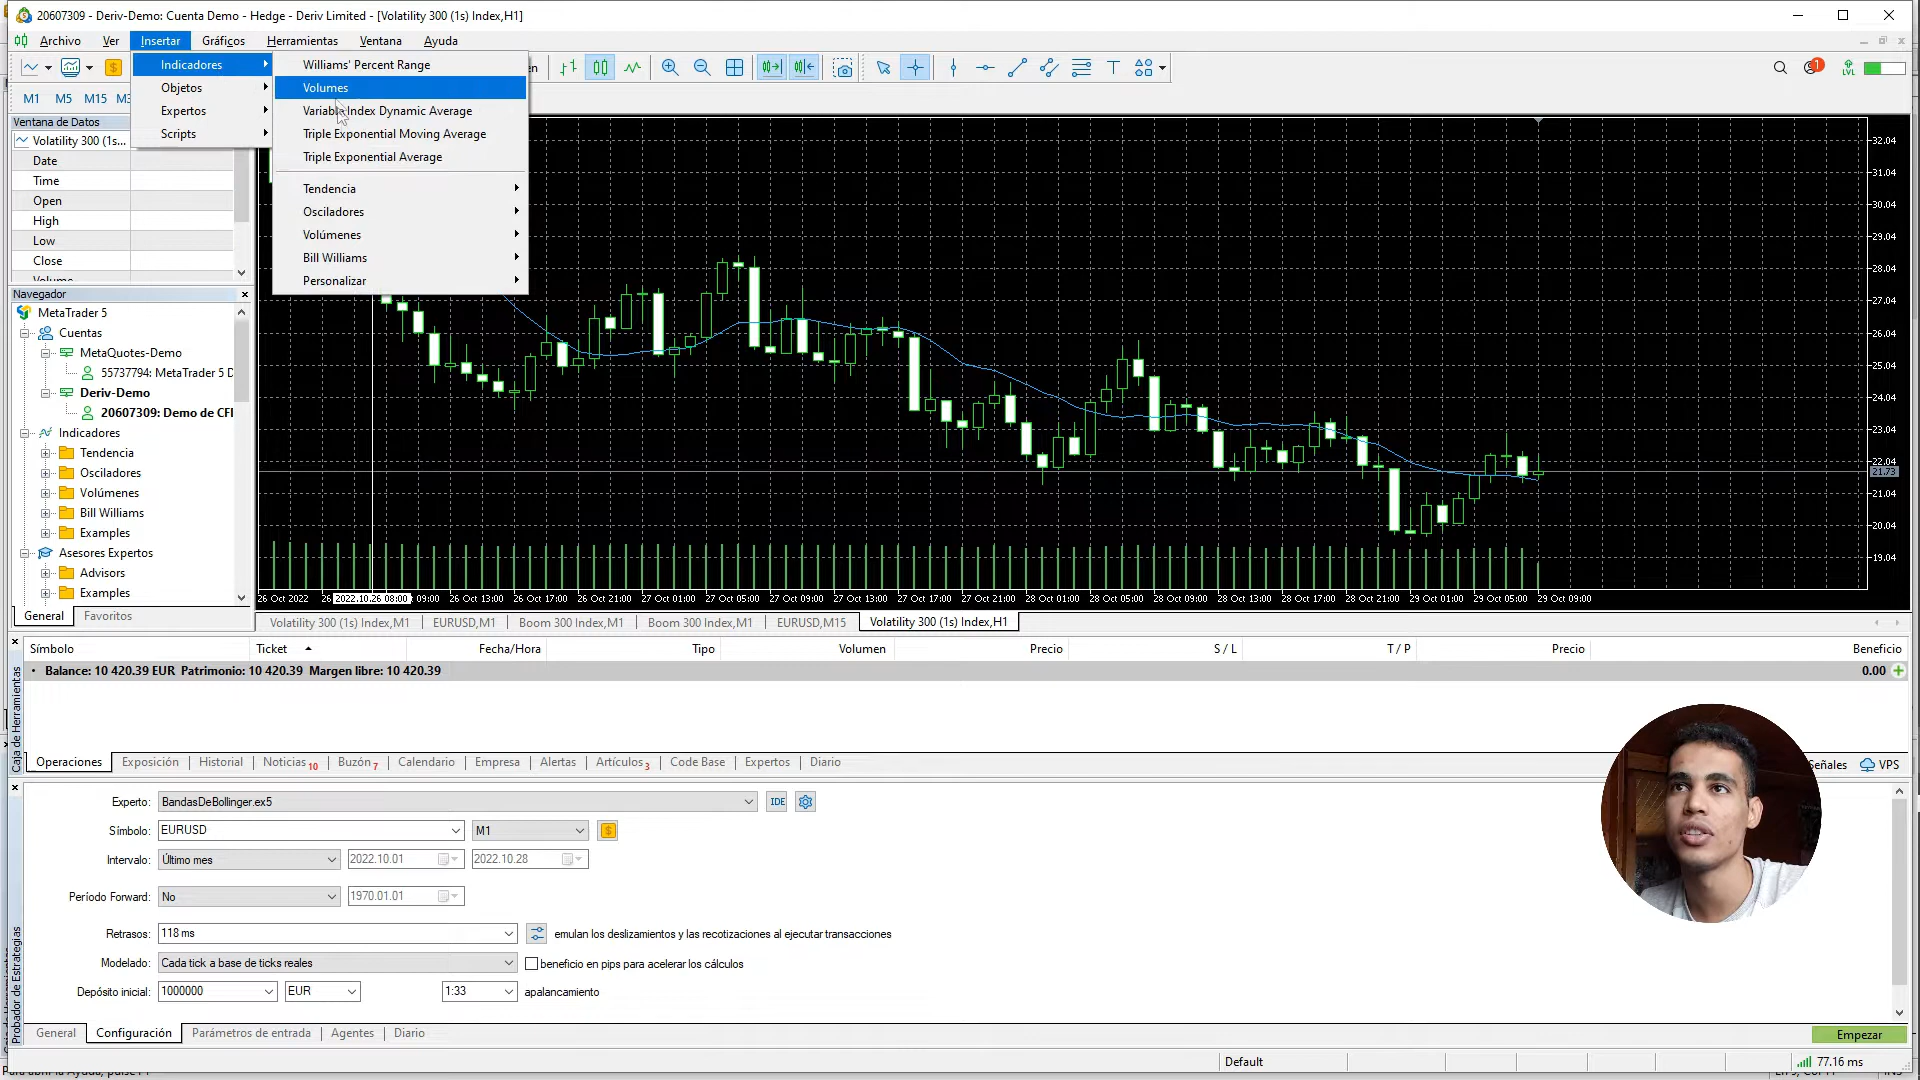 20607309 - Deriv-Demo: Cuenta Demo - Hedge - Deriv Limited - [Volatility 300 (1s) Index,H1]
Archivo Ver Insertar Gráficos Herramientas Ventana Ayuda
Indicadores
Objetos
Expertos
Scripts
Williams' Percent Range
Volumes
Variable Index Dynamic Average
Triple Exponential Moving Average
Triple Exponential Average
Tendencia
Osciladores
Volúmenes
Bill Williams
Personalizar
M1 M5 M15
Ventana de Datos
Volatility 300 (1s...
Date
Time
Open
High
Low
Close
Navegador
MetaTrader 5
Cuentas
MetaQuotes-Demo
55737794: MetaTrader 5 D
Deriv-Demo
20607309: Demo de CFI
Indicadores
Tendencia
Osciladores
Volúmenes
Bill Williams
Examples
Asesores Expertos
Advisors
Examples
General Favoritos
32.04
31.04
30.04
29.04
28.04
27.04
26.04
25.04
24.04
23.04
22.04
21.73
21.04
20.04
19.04
26 Oct 2022 26 2022.10.26 08:00 09:00 26 Oct 13:00 26 Oct 17:00 26 Oct 21:00 27 Oct 01:00 27 Oct 05:00 27 Oct 09:00 27 Oct 13:00 27 Oct 17:00 27 Oct 21:00 28 Oct 01:00 28 Oct 05:00 28 Oct 09:00 28 Oct 13:00 28 Oct 17:00 28 Oct 21:00 29 Oct 01:00 29 Oct 05:00 29 Oct 09:00
Volatility 300 (1s) Index,M1 EURUSD,M1 Boom 300 Index,M1 Boom 300 Index,M1 EURUSD,M15 Volatility 300 (1s) Index,H1
Símbolo Ticket Fecha/Hora Tipo Volumen Precio S / L T / P Precio Beneficio
Balance: 10 420.39 EUR Patrimonio: 10 420.39 Margen libre: 10 420.39 0.00
Caja de Herramientas
Operaciones Exposición Historial Noticias 10 Buzón 7 Calendario Empresa Alertas Artículos 3 Code Base Expertos Diario Señales VPS
Probador de Estrategias
Experto: BandasDeBollinger.ex5 IDE
Símbolo: EURUSD M1
Intervalo: Último mes 2022.10.01 2022.10.28
Período Forward: No 1970.01.01
Retrasos: 118 ms emulan los deslizamientos y las recotizaciones al ejecutar transacciones
Modelado: Cada tick a base de ticks reales beneficio en pips para acelerar los cálculos
Depósito inicial: 1000000 EUR 1:33 apalancamiento
General Configuración Parámetros de entrada Agentes Diario Empezar
Default 77.16 ms